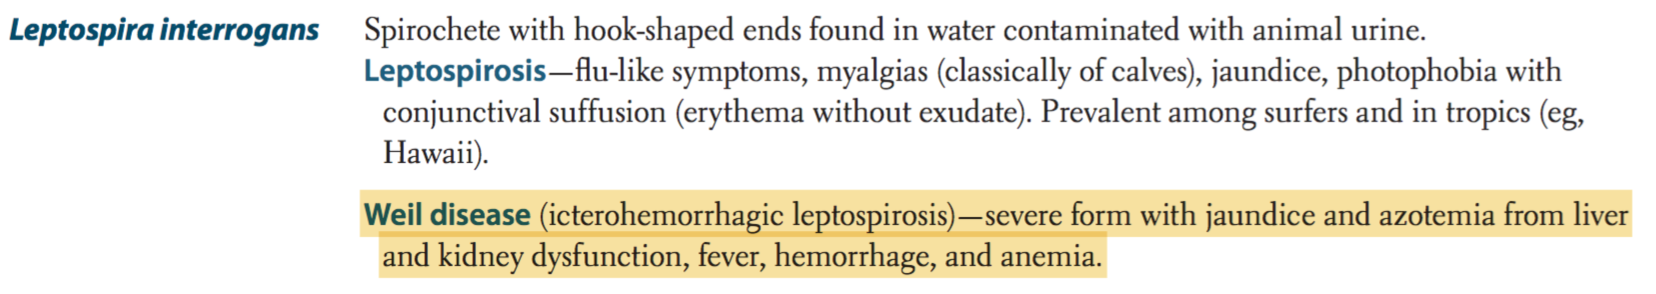 Leptospira interrogans Spirochete with hook-shaped ends found in water contaminated with animal urine.
Leptospirosis—flu-like symptoms, myalgias (classically of calves), jaundice, photophobia with
conjunctival suffusion (erythema without exudate). Prevalent among surfers and in tropics (eg,
Hawaii).
Weil disease (icterohemorrhagic leptospirosis)—severe form with jaundice and azotemia from liver
and kidney dysfunction, fever, hemorrhage, and anemia.